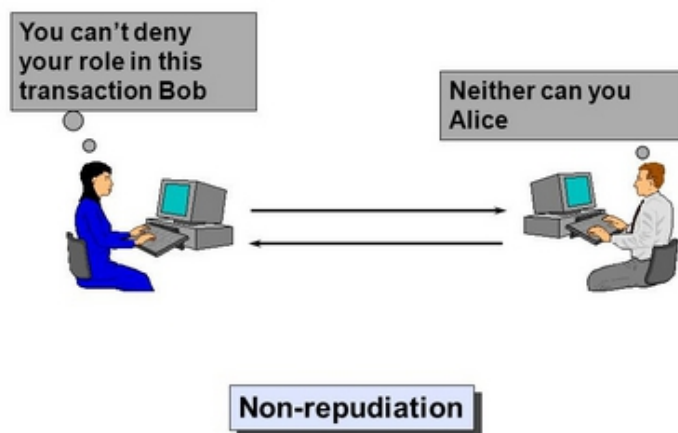 You can't deny
your role in this
transaction Bob
Neither can you
Alice
Non-repudiation